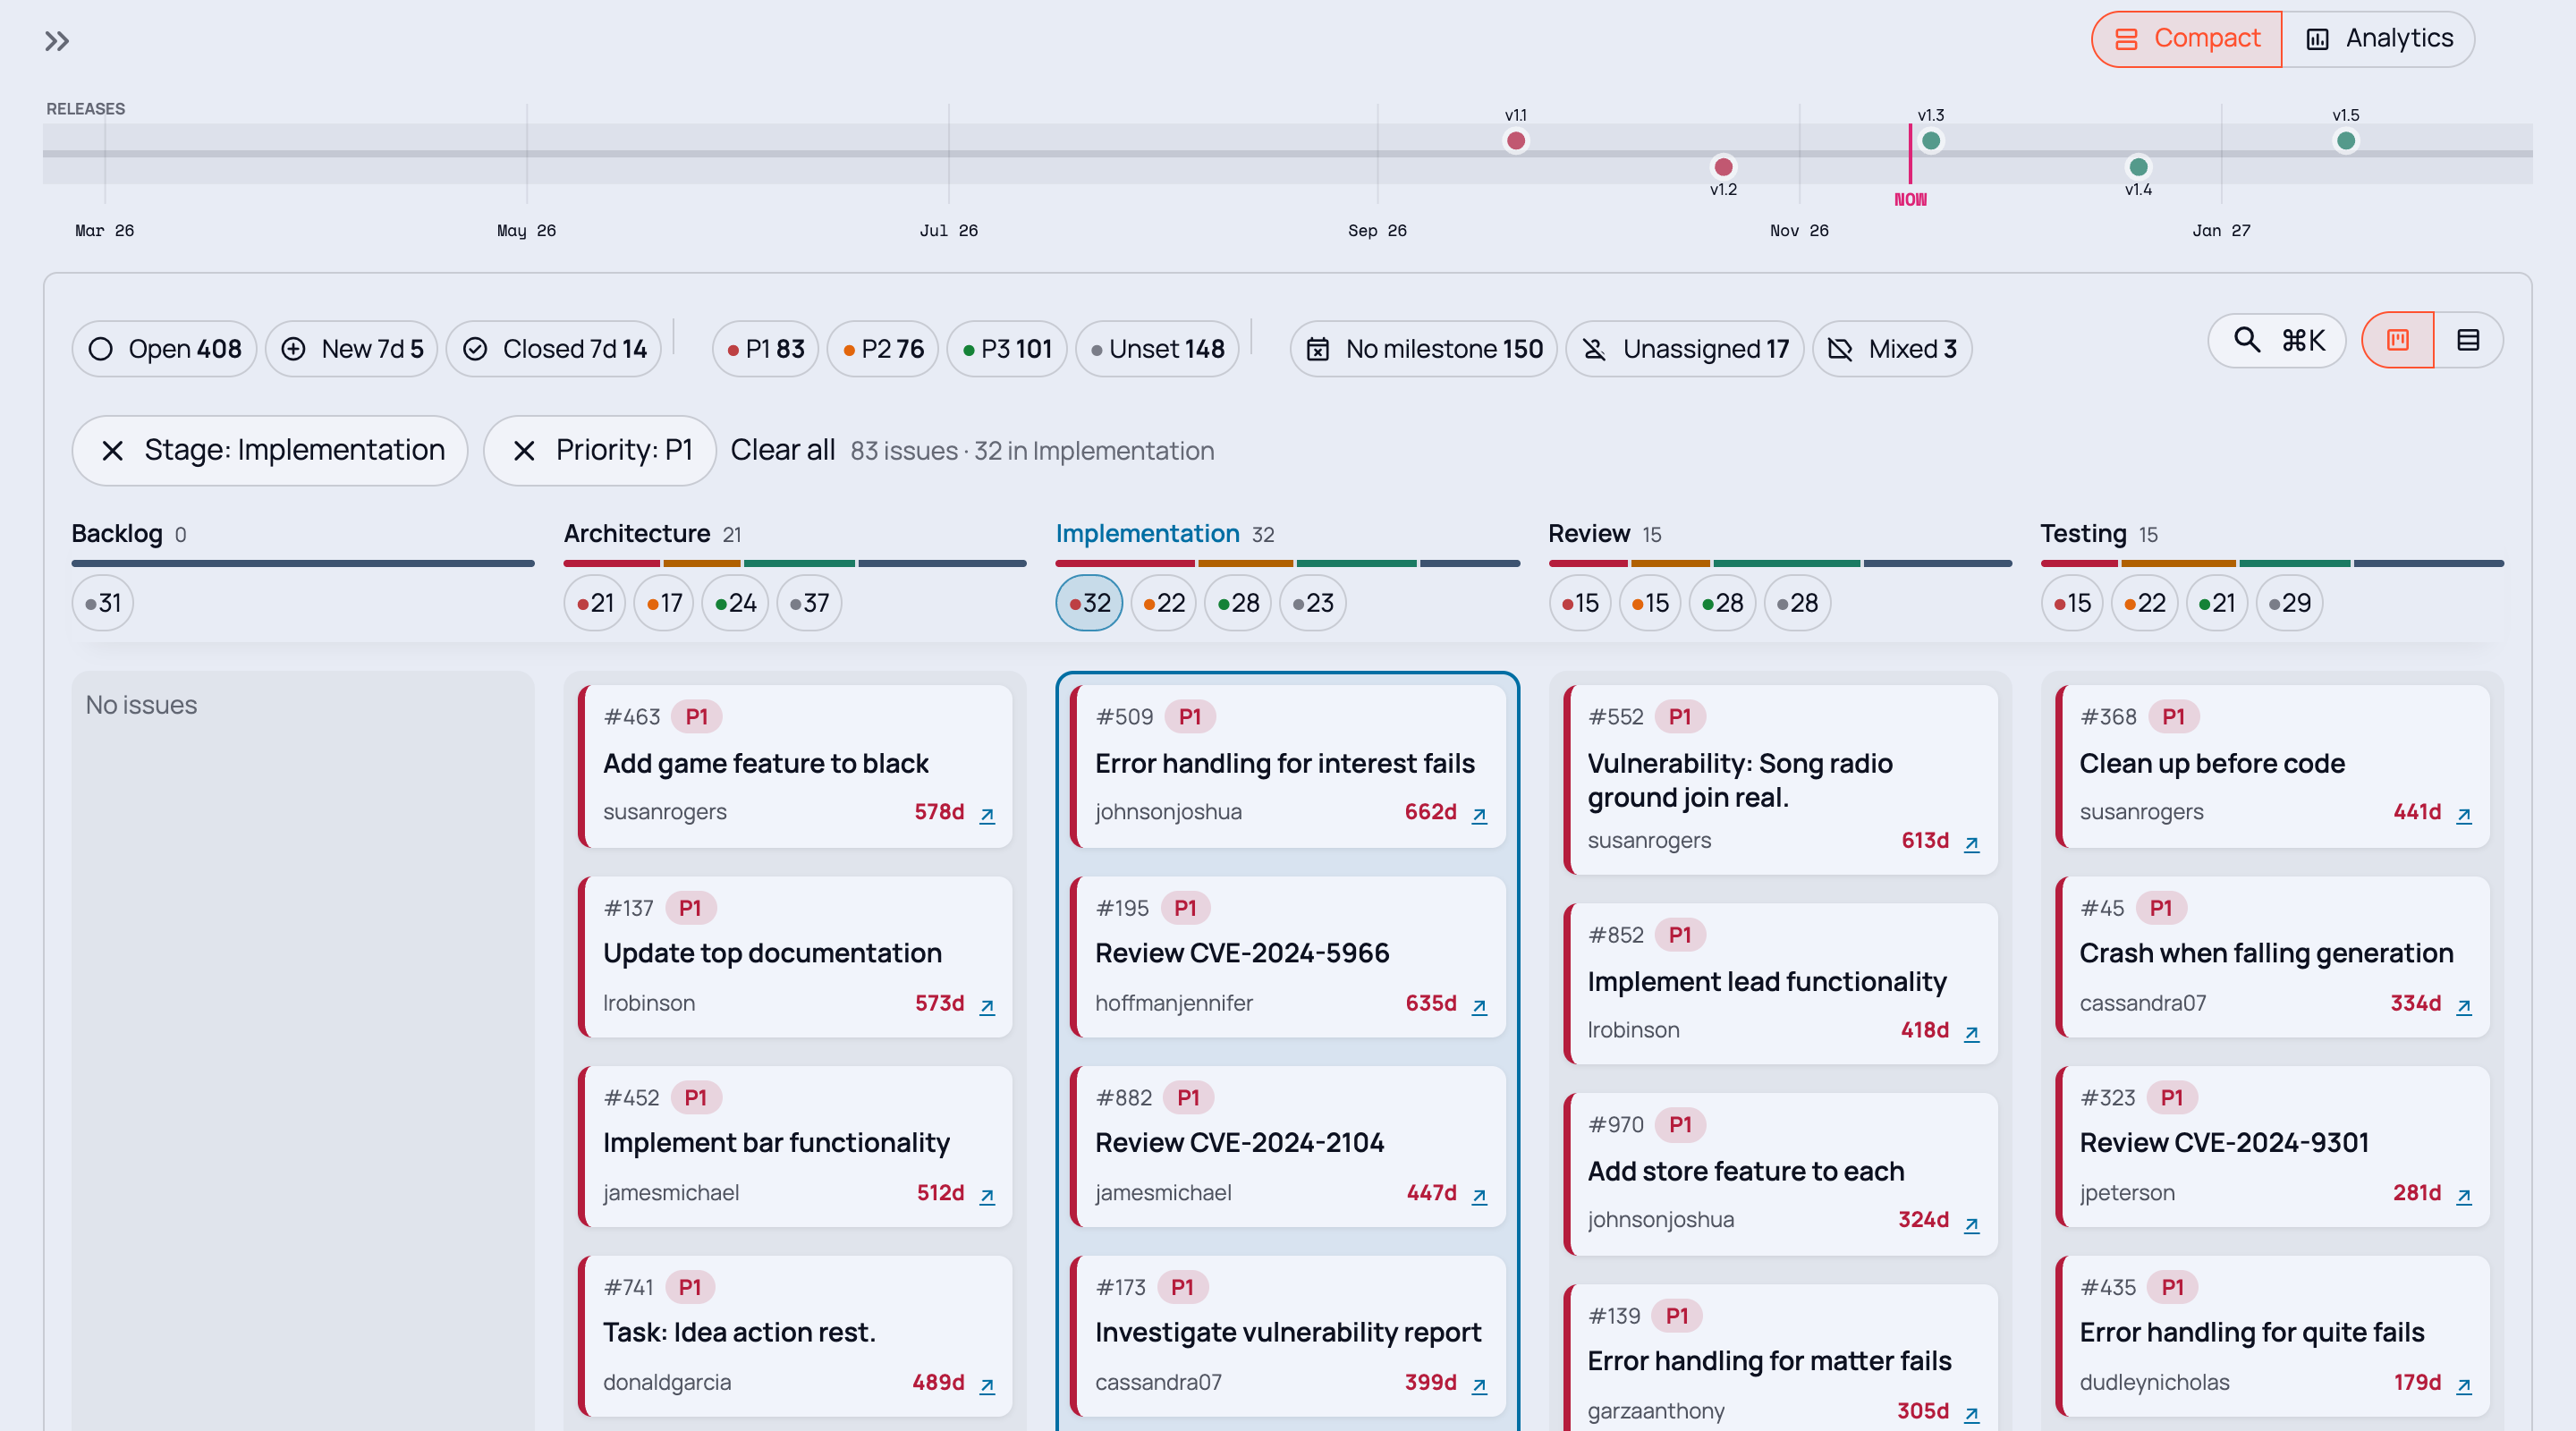 Compact Analytics
RELEASES
v1.1 v1.3 v1.5
v1.2 v1.4
NOW
Mar 26 May 26 Jul 26 Sep 26 Nov 26 Jan 27
Open 408 New 7d 5 Closed 7d 14 P1 83 P2 76 P3 101 Unset 148 No milestone 150 Unassigned 17 Mixed 3 ⌘K
Stage: Implementation Priority: P1 Clear all 83 issues · 32 in Implementation
Backlog 0
31
No issues
Architecture 21
21 17 24 37
#463 P1
Add game feature to black
susanrogers 578d
#137 P1
Update top documentation
lrobinson 573d
#452 P1
Implement bar functionality
jamesmichael 512d
#741 P1
Task: Idea action rest.
donaldgarcia 489d
Implementation 32
32 22 28 23
#509 P1
Error handling for interest fails
johnsonjoshua 662d
#195 P1
Review CVE-2024-5966
hoffmanjennifer 635d
#882 P1
Review CVE-2024-2104
jamesmichael 447d
#173 P1
Investigate vulnerability report
cassandra07 399d
Review 15
15 15 28 28
#552 P1
Vulnerability: Song radio
ground join real.
susanrogers 613d
#852 P1
Implement lead functionality
lrobinson 418d
#970 P1
Add store feature to each
johnsonjoshua 324d
#139 P1
Error handling for matter fails
garzaanthony 305d
Testing 15
15 22 21 29
#368 P1
Clean up before code
susanrogers 441d
#45 P1
Crash when falling generation
cassandra07 334d
#323 P1
Review CVE-2024-9301
jpeterson 281d
#435 P1
Error handling for quite fails
dudleynicholas 179d